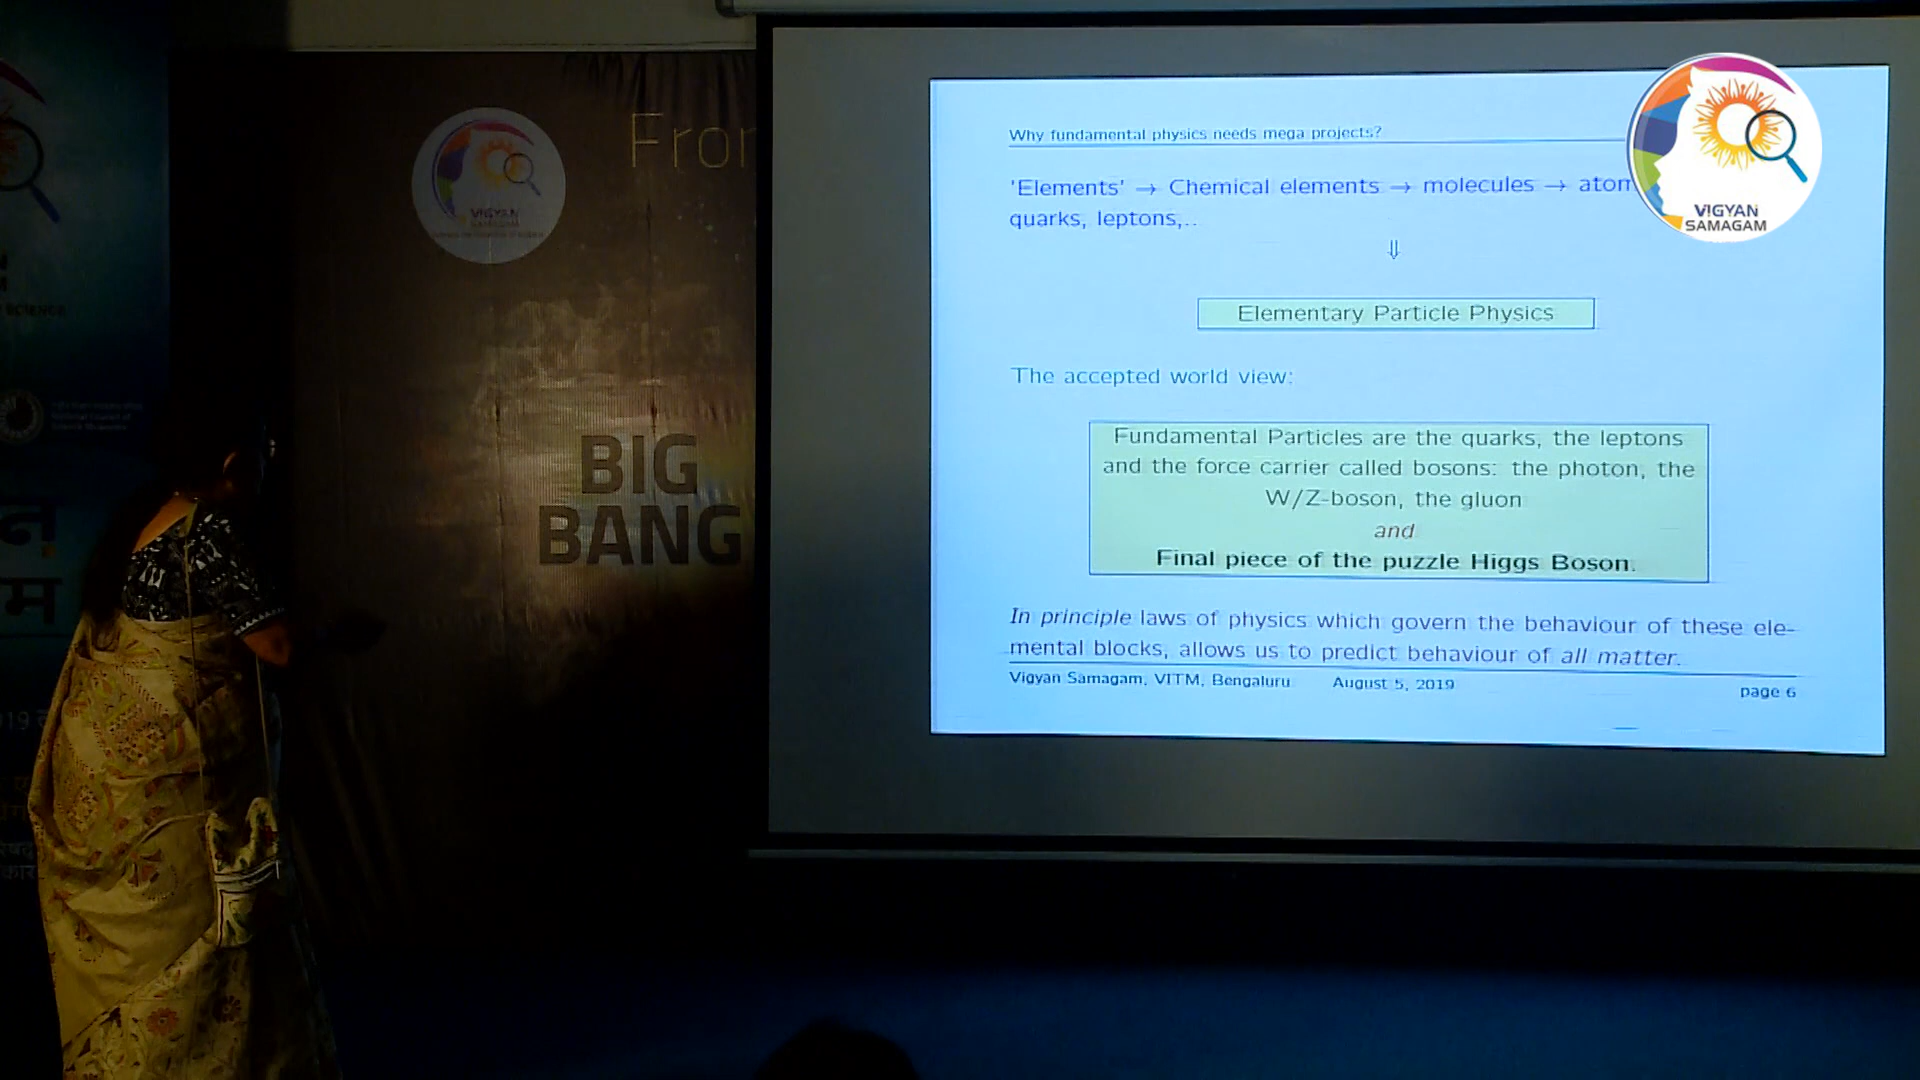 From
VIGYAN
SAMAGAM
BIG
BANG
Why fundamental physics needs mega projects?
'Elements' → Chemical elements → molecules → atom
quarks, leptons,..
⇓
Elementary Particle Physics
The accepted world view:
Fundamental Particles are the quarks, the leptons
and the force carrier called bosons: the photon, the
W/Z-boson, the gluon
and
Final piece of the puzzle Higgs Boson.
In principle laws of physics which govern the behaviour of these ele-
mental blocks, allows us to predict behaviour of all matter.
Vigyan Samagam, VITM, Bengaluru August 5, 2019
page 6
VIGYAN
SAMAGAM